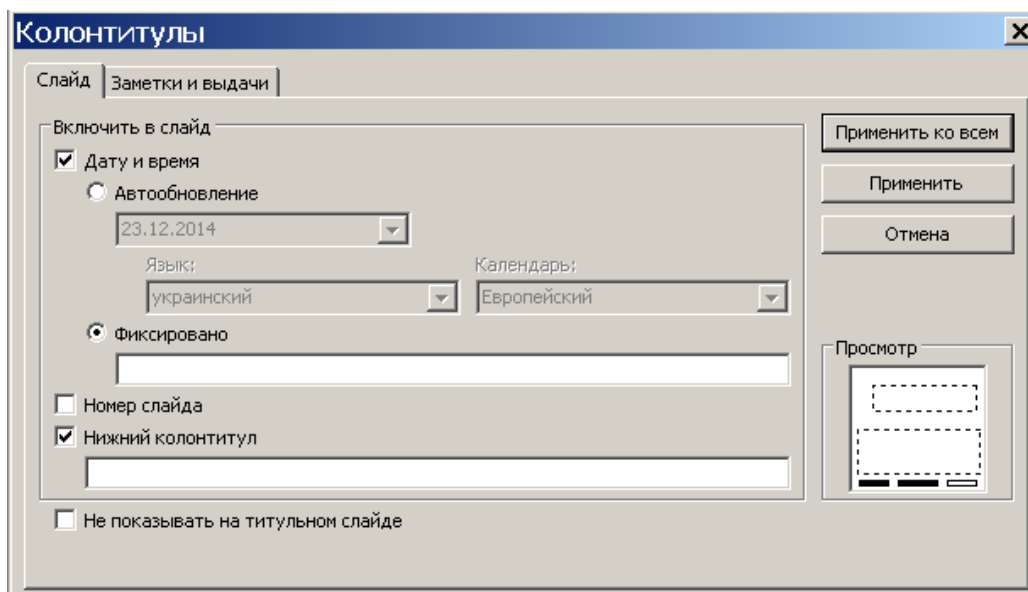 Колонтитулы
Слайд
Заметки и выдачи
Включить в слайд
Дату и время
Автообновление
23.12.2014
Язык:
Календарь:
украинский
Европейский
Фиксировано
Номер слайда
Нижний колонтитул
Не показывать на титульном слайде
Применить ко всем
Применить
Отмена
Просмотр